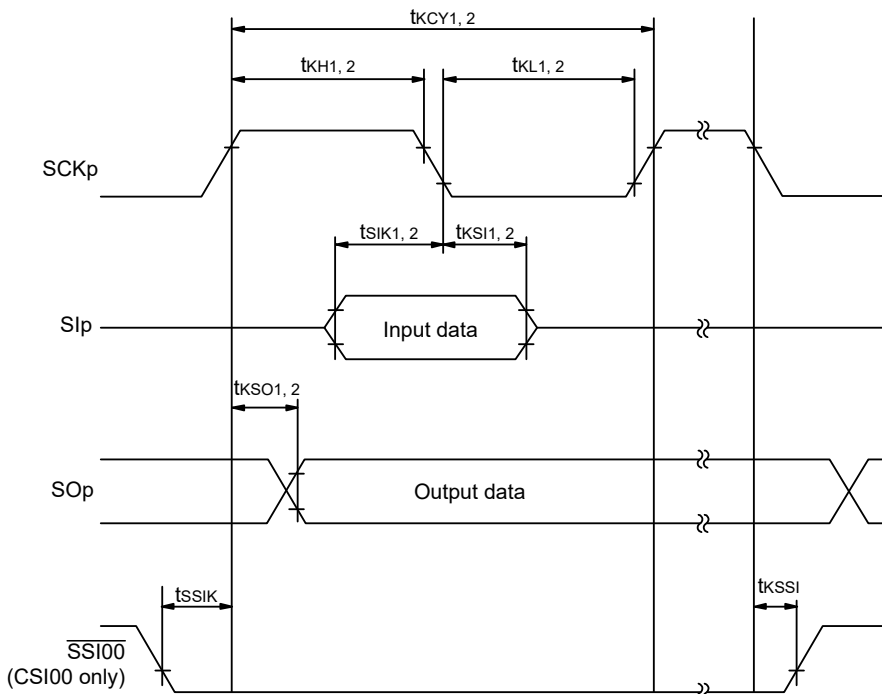 tKCY1, 2
tKH1, 2
tKL1, 2
SCKp
tSIK1, 2
tKSI1, 2
SIp
Input data
tKSO1, 2
SOp
Output data
tSSIK
tKSSI
SSI00
(CSI00 only)